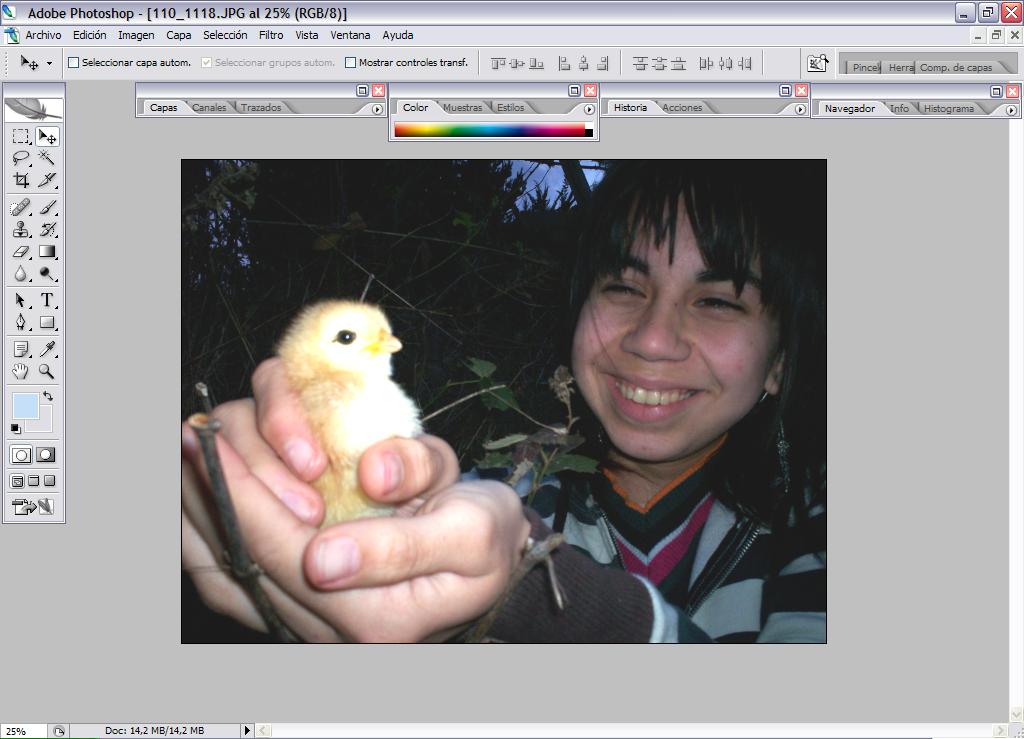 Adobe Photoshop - [110_1118.JPG al 25% (RGB/8)]
Archivo Edición Imagen Capa Selección Filtro Vista Ventana Ayuda
Seleccionar capa autom. Seleccionar grupos autom. Mostrar controles transf.
Pincel Herra Comp. de capas
Capas Canales Trazados
Color Muestras Estilos
Historia Acciones
Navegador Info Histograma
T
25% Doc: 14,2 MB/14,2 MB